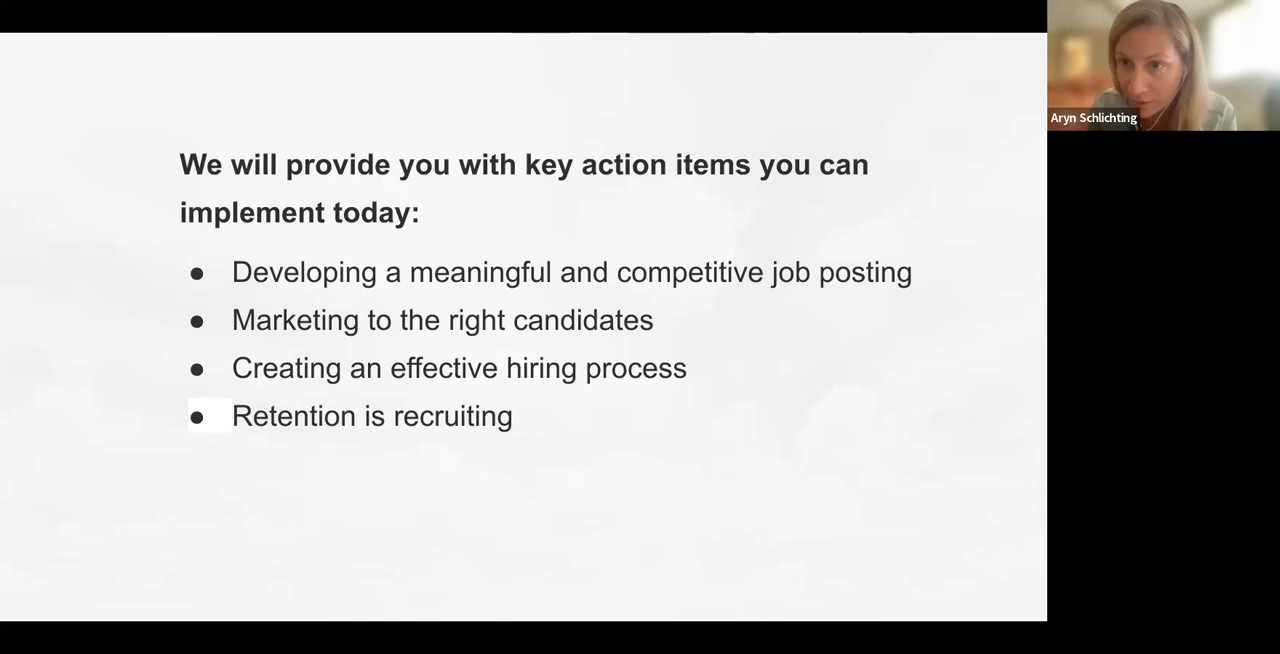 We will provide you with key action items you can
implement today:
● Developing a meaningful and competitive job posting
● Marketing to the right candidates
● Creating an effective hiring process
● Retention is recruiting
Aryn Schlichting